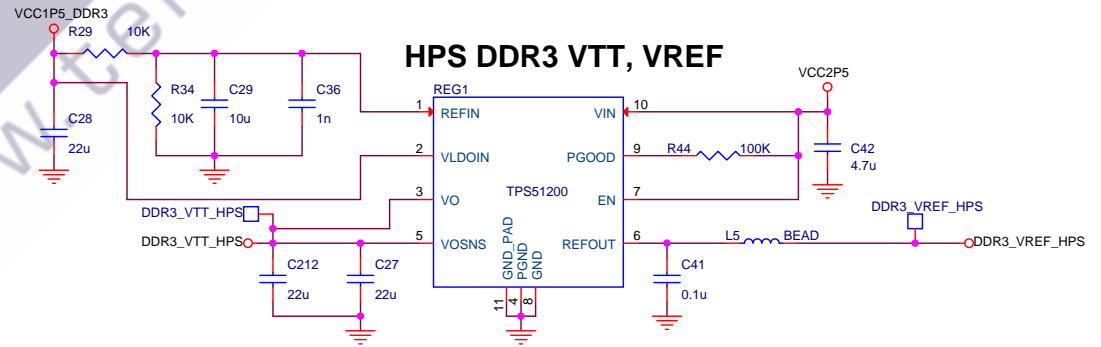 VCC1P5_DDR3
R29 10K
HPS DDR3 VTT, VREF
VCC2P5
REG1
R34
10K
C29
10u
C36
1n
C28
22u
1 REFIN
2 VLDOIN
3 VO
5 VOSNS
VIN 10
PGOOD 9
EN 7
REFOUT 6
TPS51200
GND_PAD
PGND
GND
11
4
8
R44 100K
C42
4.7u
DDR3_VTT_HPS
DDR3_VTT_HPS
C212
22u
C27
22u
L5 BEAD
C41
0.1u
DDR3_VREF_HPS
DDR3_VREF_HPS
w.te